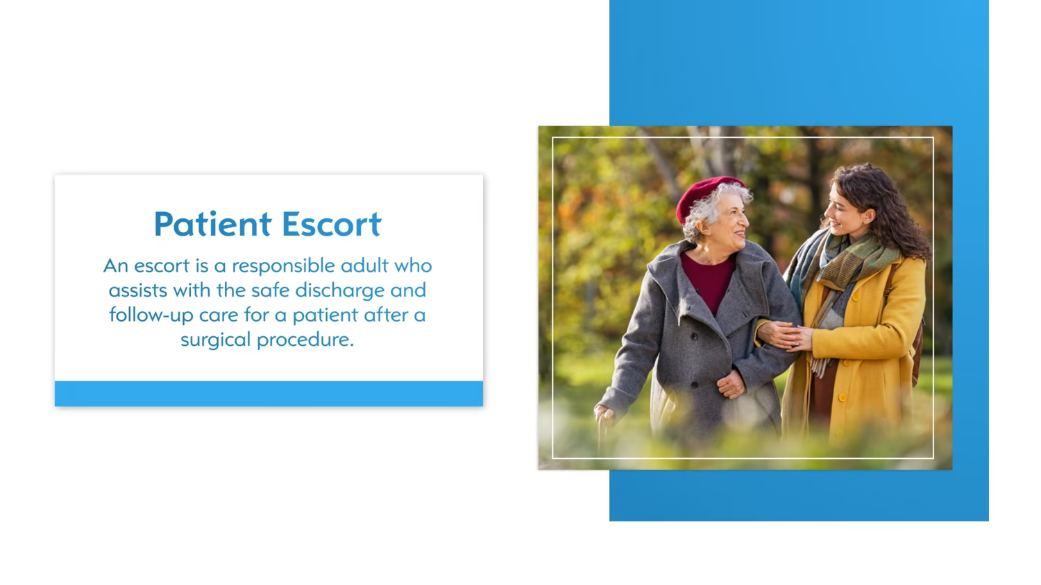 Patient Escort
An escort is a responsible adult who
assists with the safe discharge and
follow-up care for a patient after a
surgical procedure.